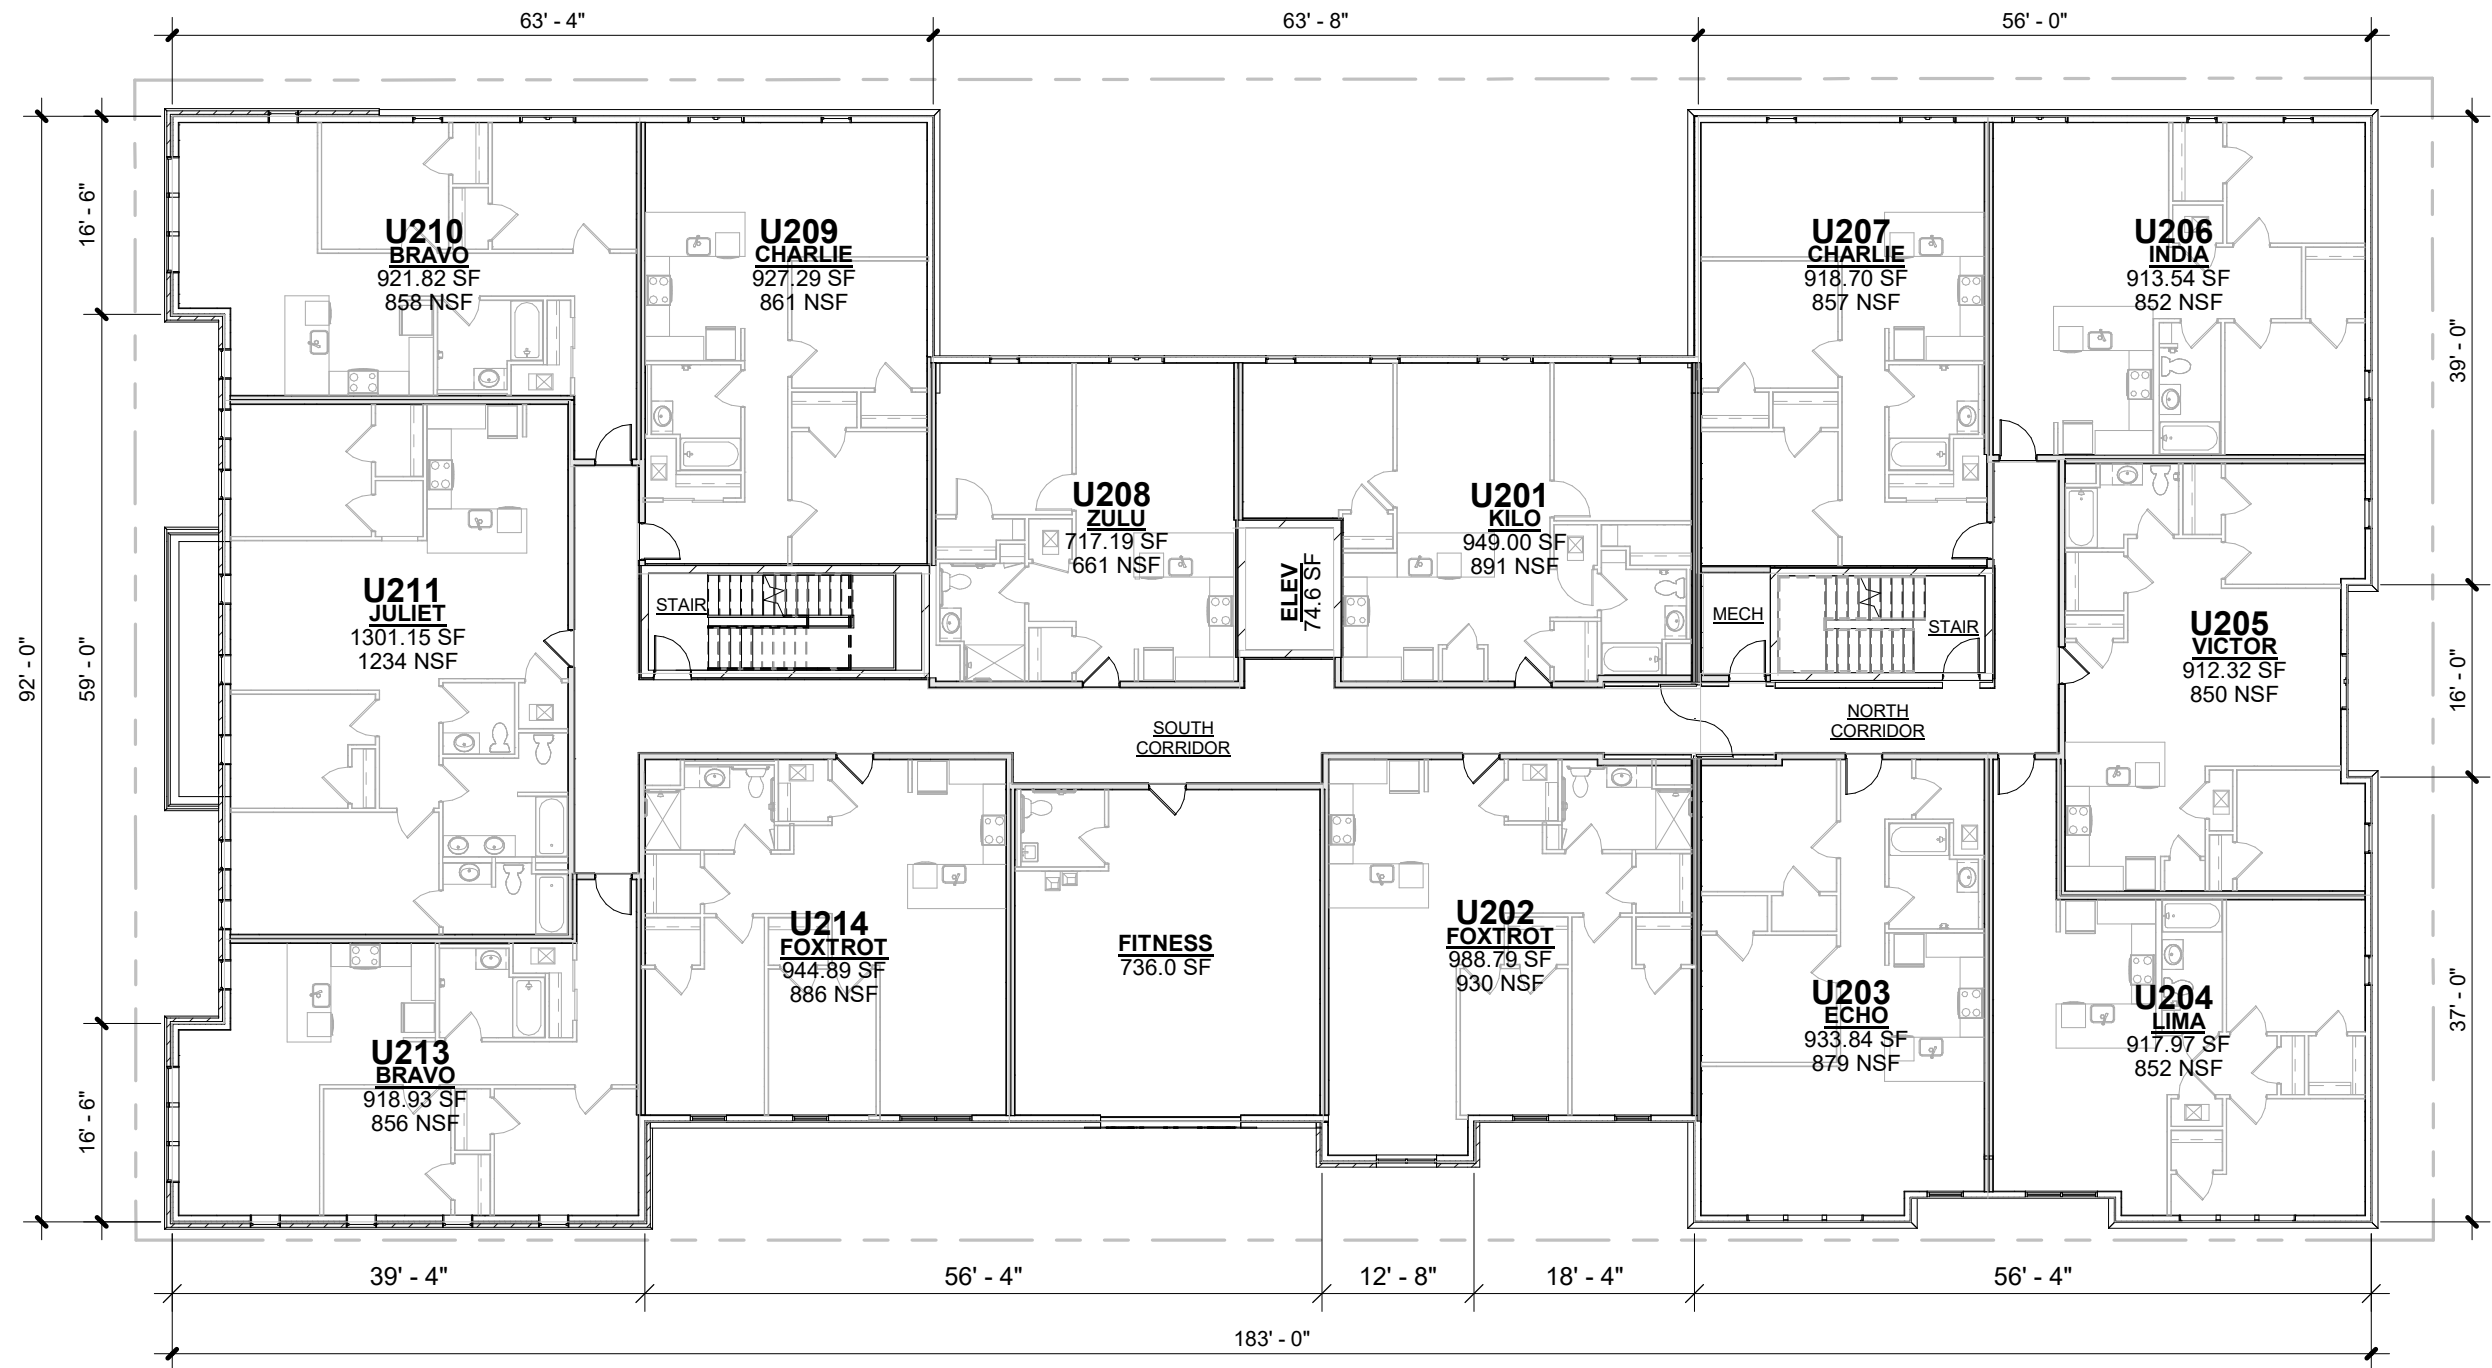 63' - 4"
63' - 8"
56' - 0"
92' - 0"
16' - 6"
59' - 0"
16' - 6"
39' - 0"
16' - 0"
37' - 0"
U210
BRAVO
921.82 SF
858 NSF
U209
CHARLIE
927.29 SF
861 NSF
U207
CHARLIE
918.70 SF
857 NSF
U206
INDIA
913.54 SF
852 NSF
U208
ZULU
717.19 SF
661 NSF
ELEV
74.6 SF
U201
KILO
949.00 SF
891 NSF
U211
JULIET
1301.15 SF
1234 NSF
STAIR
MECH
STAIR
U205
VICTOR
912.32 SF
850 NSF
SOUTH
CORRIDOR
NORTH
CORRIDOR
U214
FOXTROT
944.89 SF
886 NSF
FITNESS
736.0 SF
U202
FOXTROT
988.79 SF
930 NSF
U203
ECHO
933.84 SF
879 NSF
U204
LIMA
917.97 SF
852 NSF
U213
BRAVO
918.93 SF
856 NSF
39' - 4"
56' - 4"
12' - 8"
18' - 4"
56' - 4"
183' - 0"